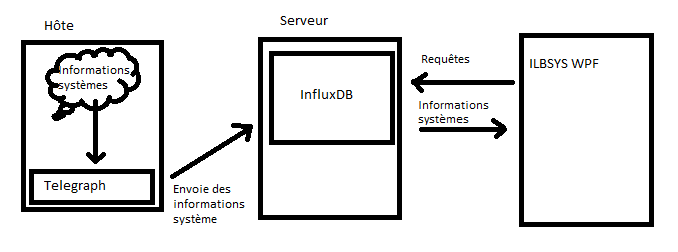 Hôte
Informations
systèmes
Telegraph
Envoie des
informations
système
Serveur
InfluxDB
Requêtes
Informations
systèmes
ILBSYS WPF